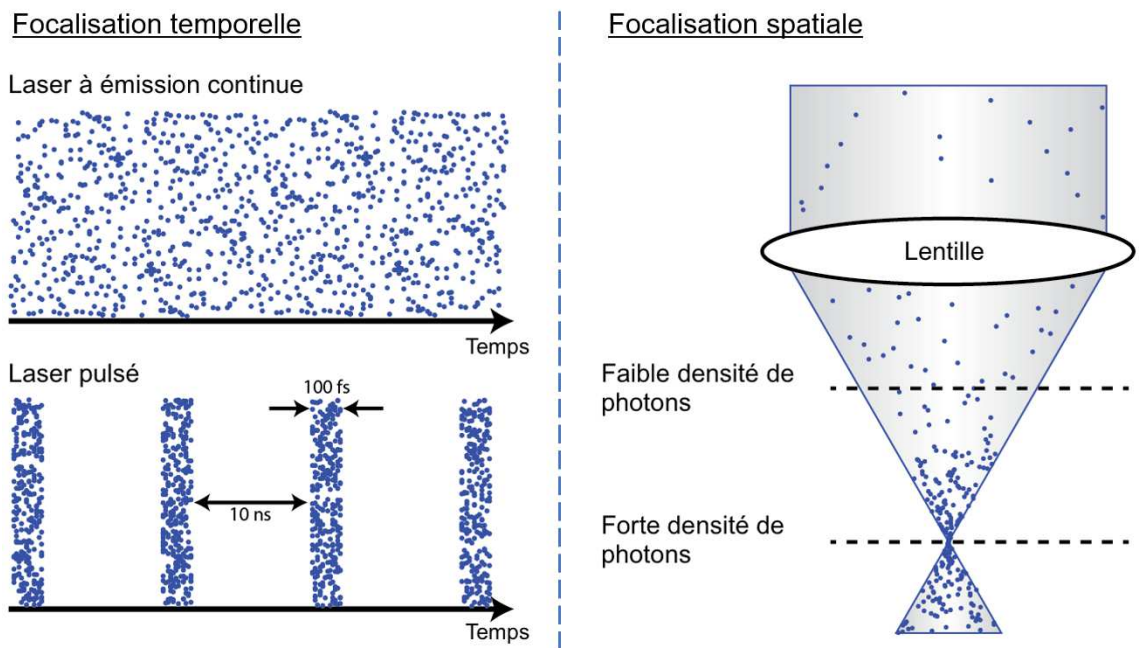 Focalisation temporelle
Laser à émission continue
Temps
Laser pulsé
100 fs
10 ns
Temps
Focalisation spatiale
Lentille
Faible densité de
photons
Forte densité de
photons